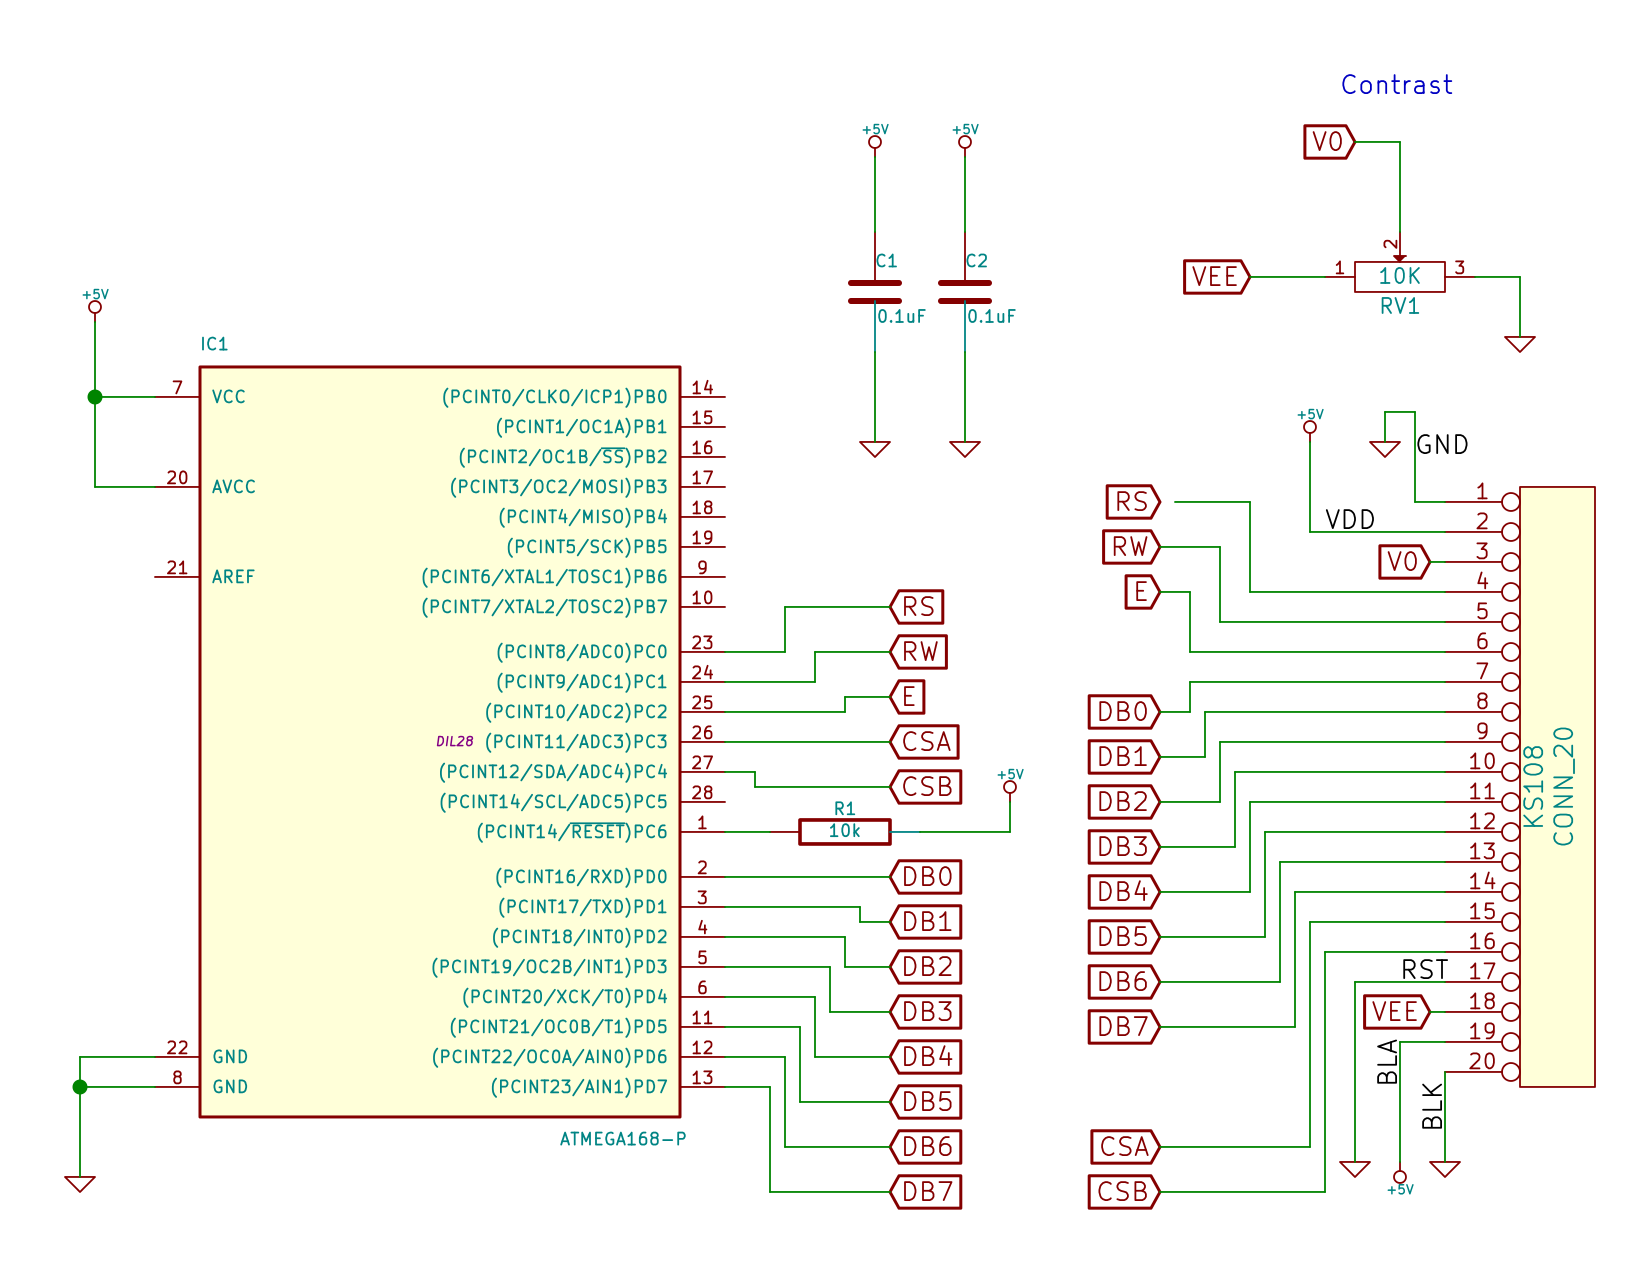 Contrast
+5V
+5V
V0
2
C1
C2
VEE
1
10K
3
RV1
0.1uF
0.1uF
+5V
IC1
7
VCC
(PCINT0/CLKO/ICP1)PB0
14
(PCINT1/OC1A)PB1
15
(PCINT2/OC1B/SS)PB2
16
20
AVCC
(PCINT3/OC2/MOSI)PB3
17
(PCINT4/MISO)PB4
18
(PCINT5/SCK)PB5
19
21
AREF
(PCINT6/XTAL1/TOSC1)PB6
9
(PCINT7/XTAL2/TOSC2)PB7
10
(PCINT8/ADC0)PC0
23
(PCINT9/ADC1)PC1
24
(PCINT10/ADC2)PC2
25
DIL28
(PCINT11/ADC3)PC3
26
(PCINT12/SDA/ADC4)PC4
27
(PCINT14/SCL/ADC5)PC5
28
(PCINT14/RESET)PC6
1
(PCINT16/RXD)PD0
2
(PCINT17/TXD)PD1
3
(PCINT18/INT0)PD2
4
(PCINT19/OC2B/INT1)PD3
5
(PCINT20/XCK/T0)PD4
6
(PCINT21/OC0B/T1)PD5
11
22
GND
(PCINT22/OC0A/AIN0)PD6
12
8
GND
(PCINT23/AIN1)PD7
13
ATMEGA168-P
RS
RW
E
CSA
CSB
+5V
R1
10k
DB0
DB1
DB2
DB3
DB4
DB5
DB6
DB7
+5V
GND
VDD
V0
RS
RW
E
DB0
DB1
DB2
DB3
DB4
DB5
DB6
DB7
CSA
CSB
RST
VEE
BLA
BLK
+5V
1
2
3
4
5
6
7
8
9
10
11
12
13
14
15
16
17
18
19
20
KS108
CONN_20